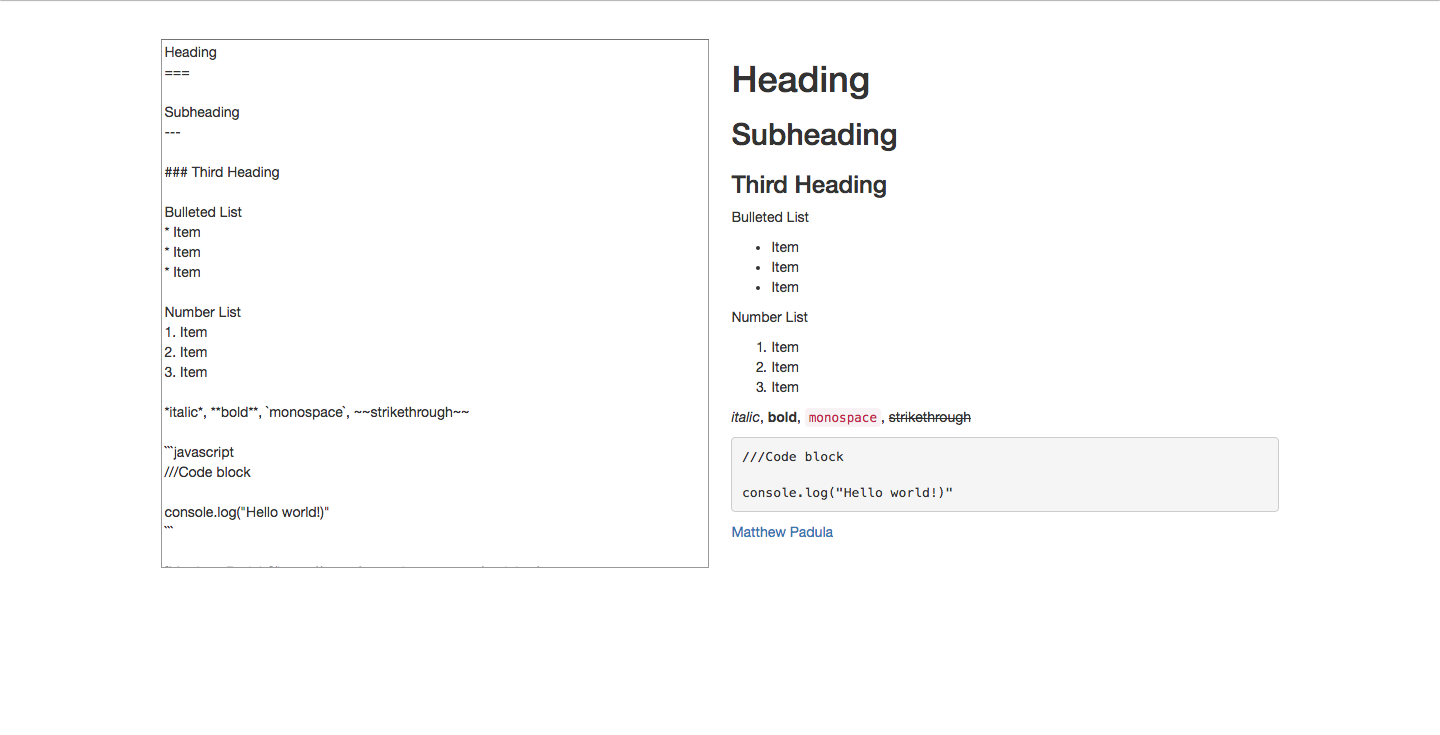 Heading
===
Subheading
---
### Third Heading
Bulleted List
* Item
* Item
* Item
Number List
1. Item
2. Item
3. Item
*italic*, **bold**, `monospace`, ~~strikethrough~~
```javascript
///Code block
console.log("Hello world!)"
```
Heading
Subheading
Third Heading
Bulleted List
• Item
• Item
• Item
Number List
1. Item
2. Item
3. Item
italic, bold, monospace, strikethrough
///Code block
console.log("Hello world!)"
Matthew Padula